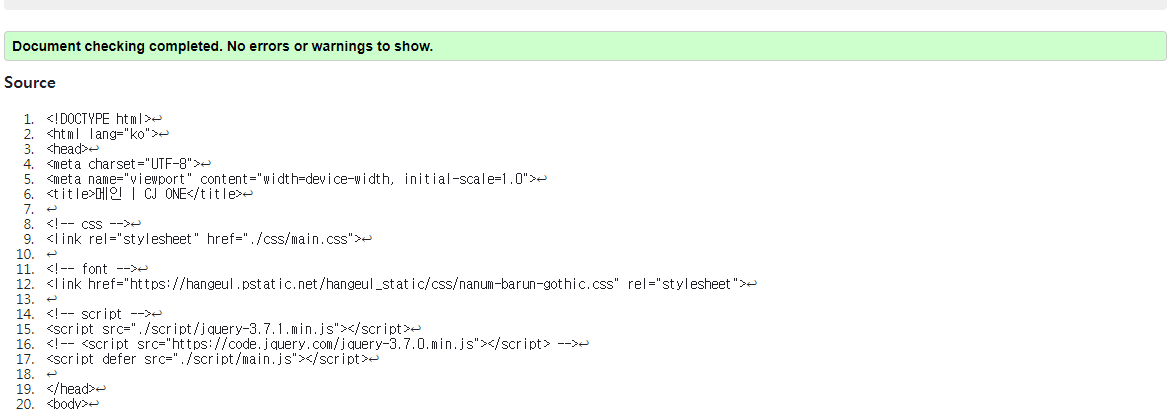 Document checking completed. No errors or warnings to show.
Source
1. <!DOCTYPE html>↩
2. <html lang="ko">↩
3. <head>↩
4. <meta charset="UTF-8">↩
5. <meta name="viewport" content="width=device-width, initial-scale=1.0">↩
6. <title>메인 | CJ ONE</title>↩
7. ↩
8. <!-- css -->↩
9. <link rel="stylesheet" href="./css/main.css">↩
10. ↩
11. <!-- font -->↩
12. <link href="https://hangeul.pstatic.net/hangeul_static/css/nanum-barun-gothic.css" rel="stylesheet">↩
13. ↩
14. <!-- script -->↩
15. <script src="./script/jquery-3.7.1.min.js"></script>↩
16. <!-- <script src="https://code.jquery.com/jquery-3.7.0.min.js"></script> -->↩
17. <script defer src="./script/main.js"></script>↩
18. ↩
19. </head>↩
20. <body>↩